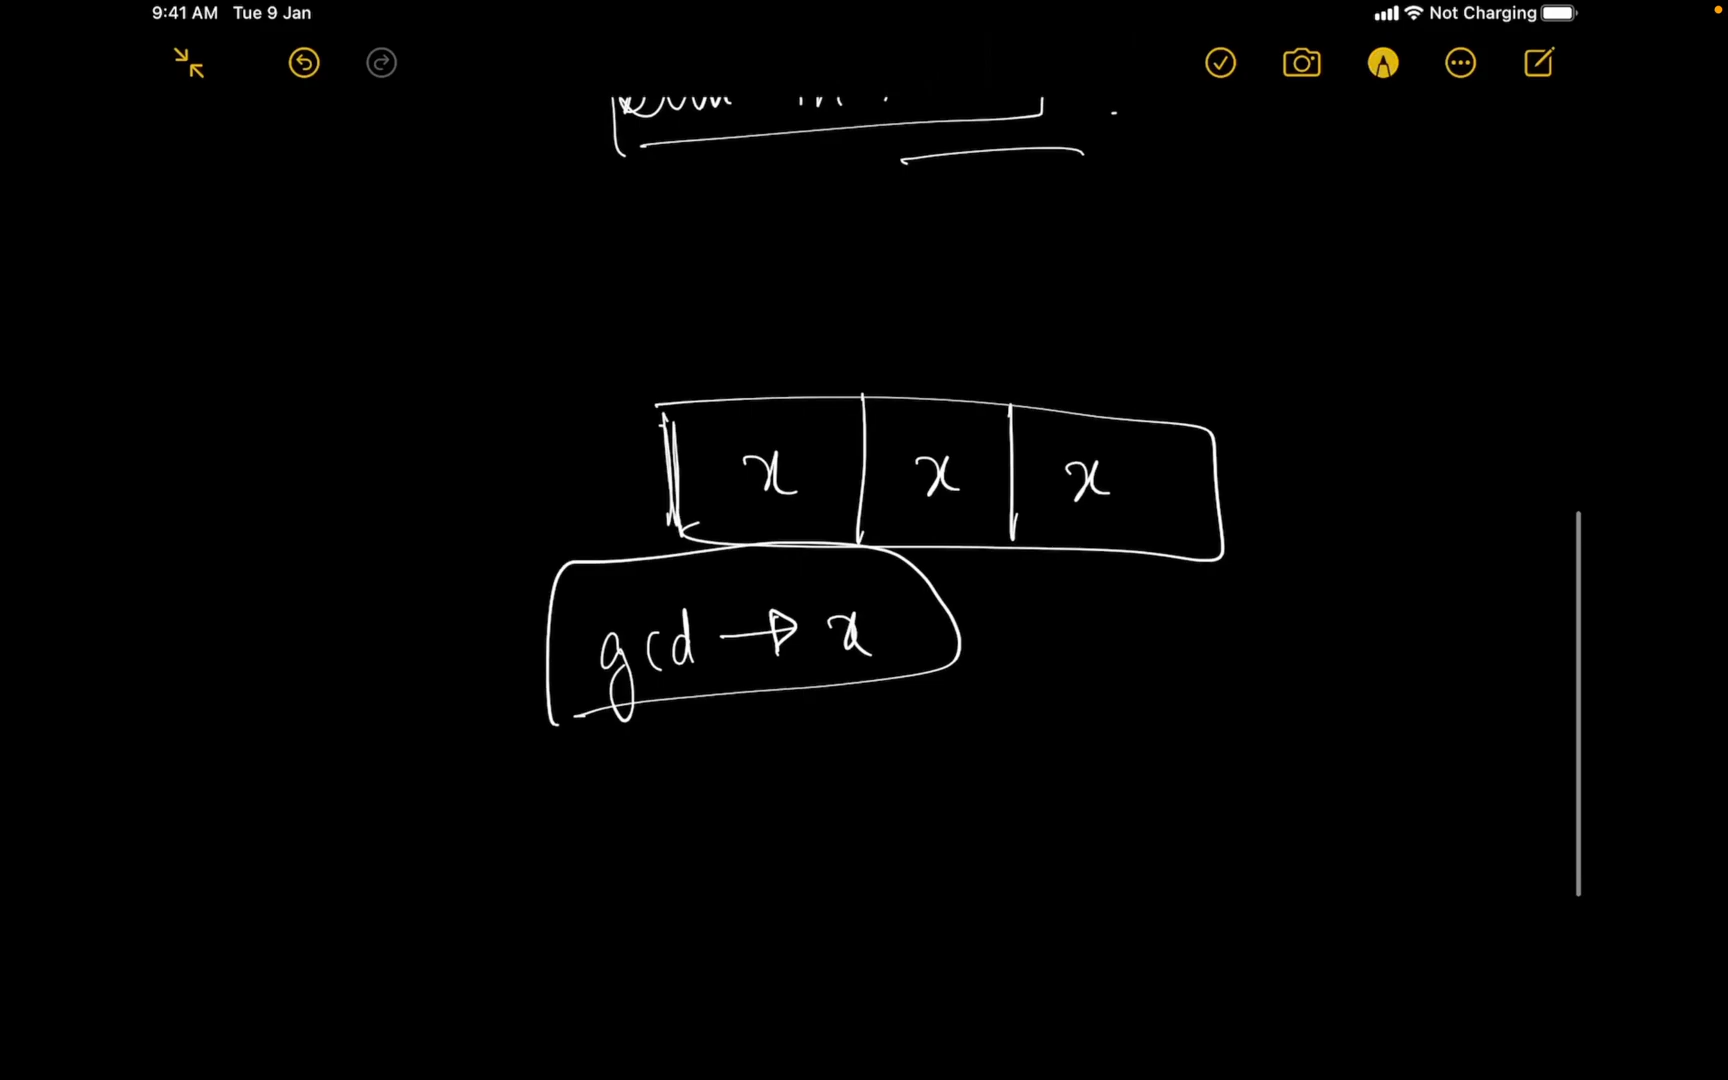 9:41 AM Tue 9 Jan
Not Charging
x x x
gcd → x